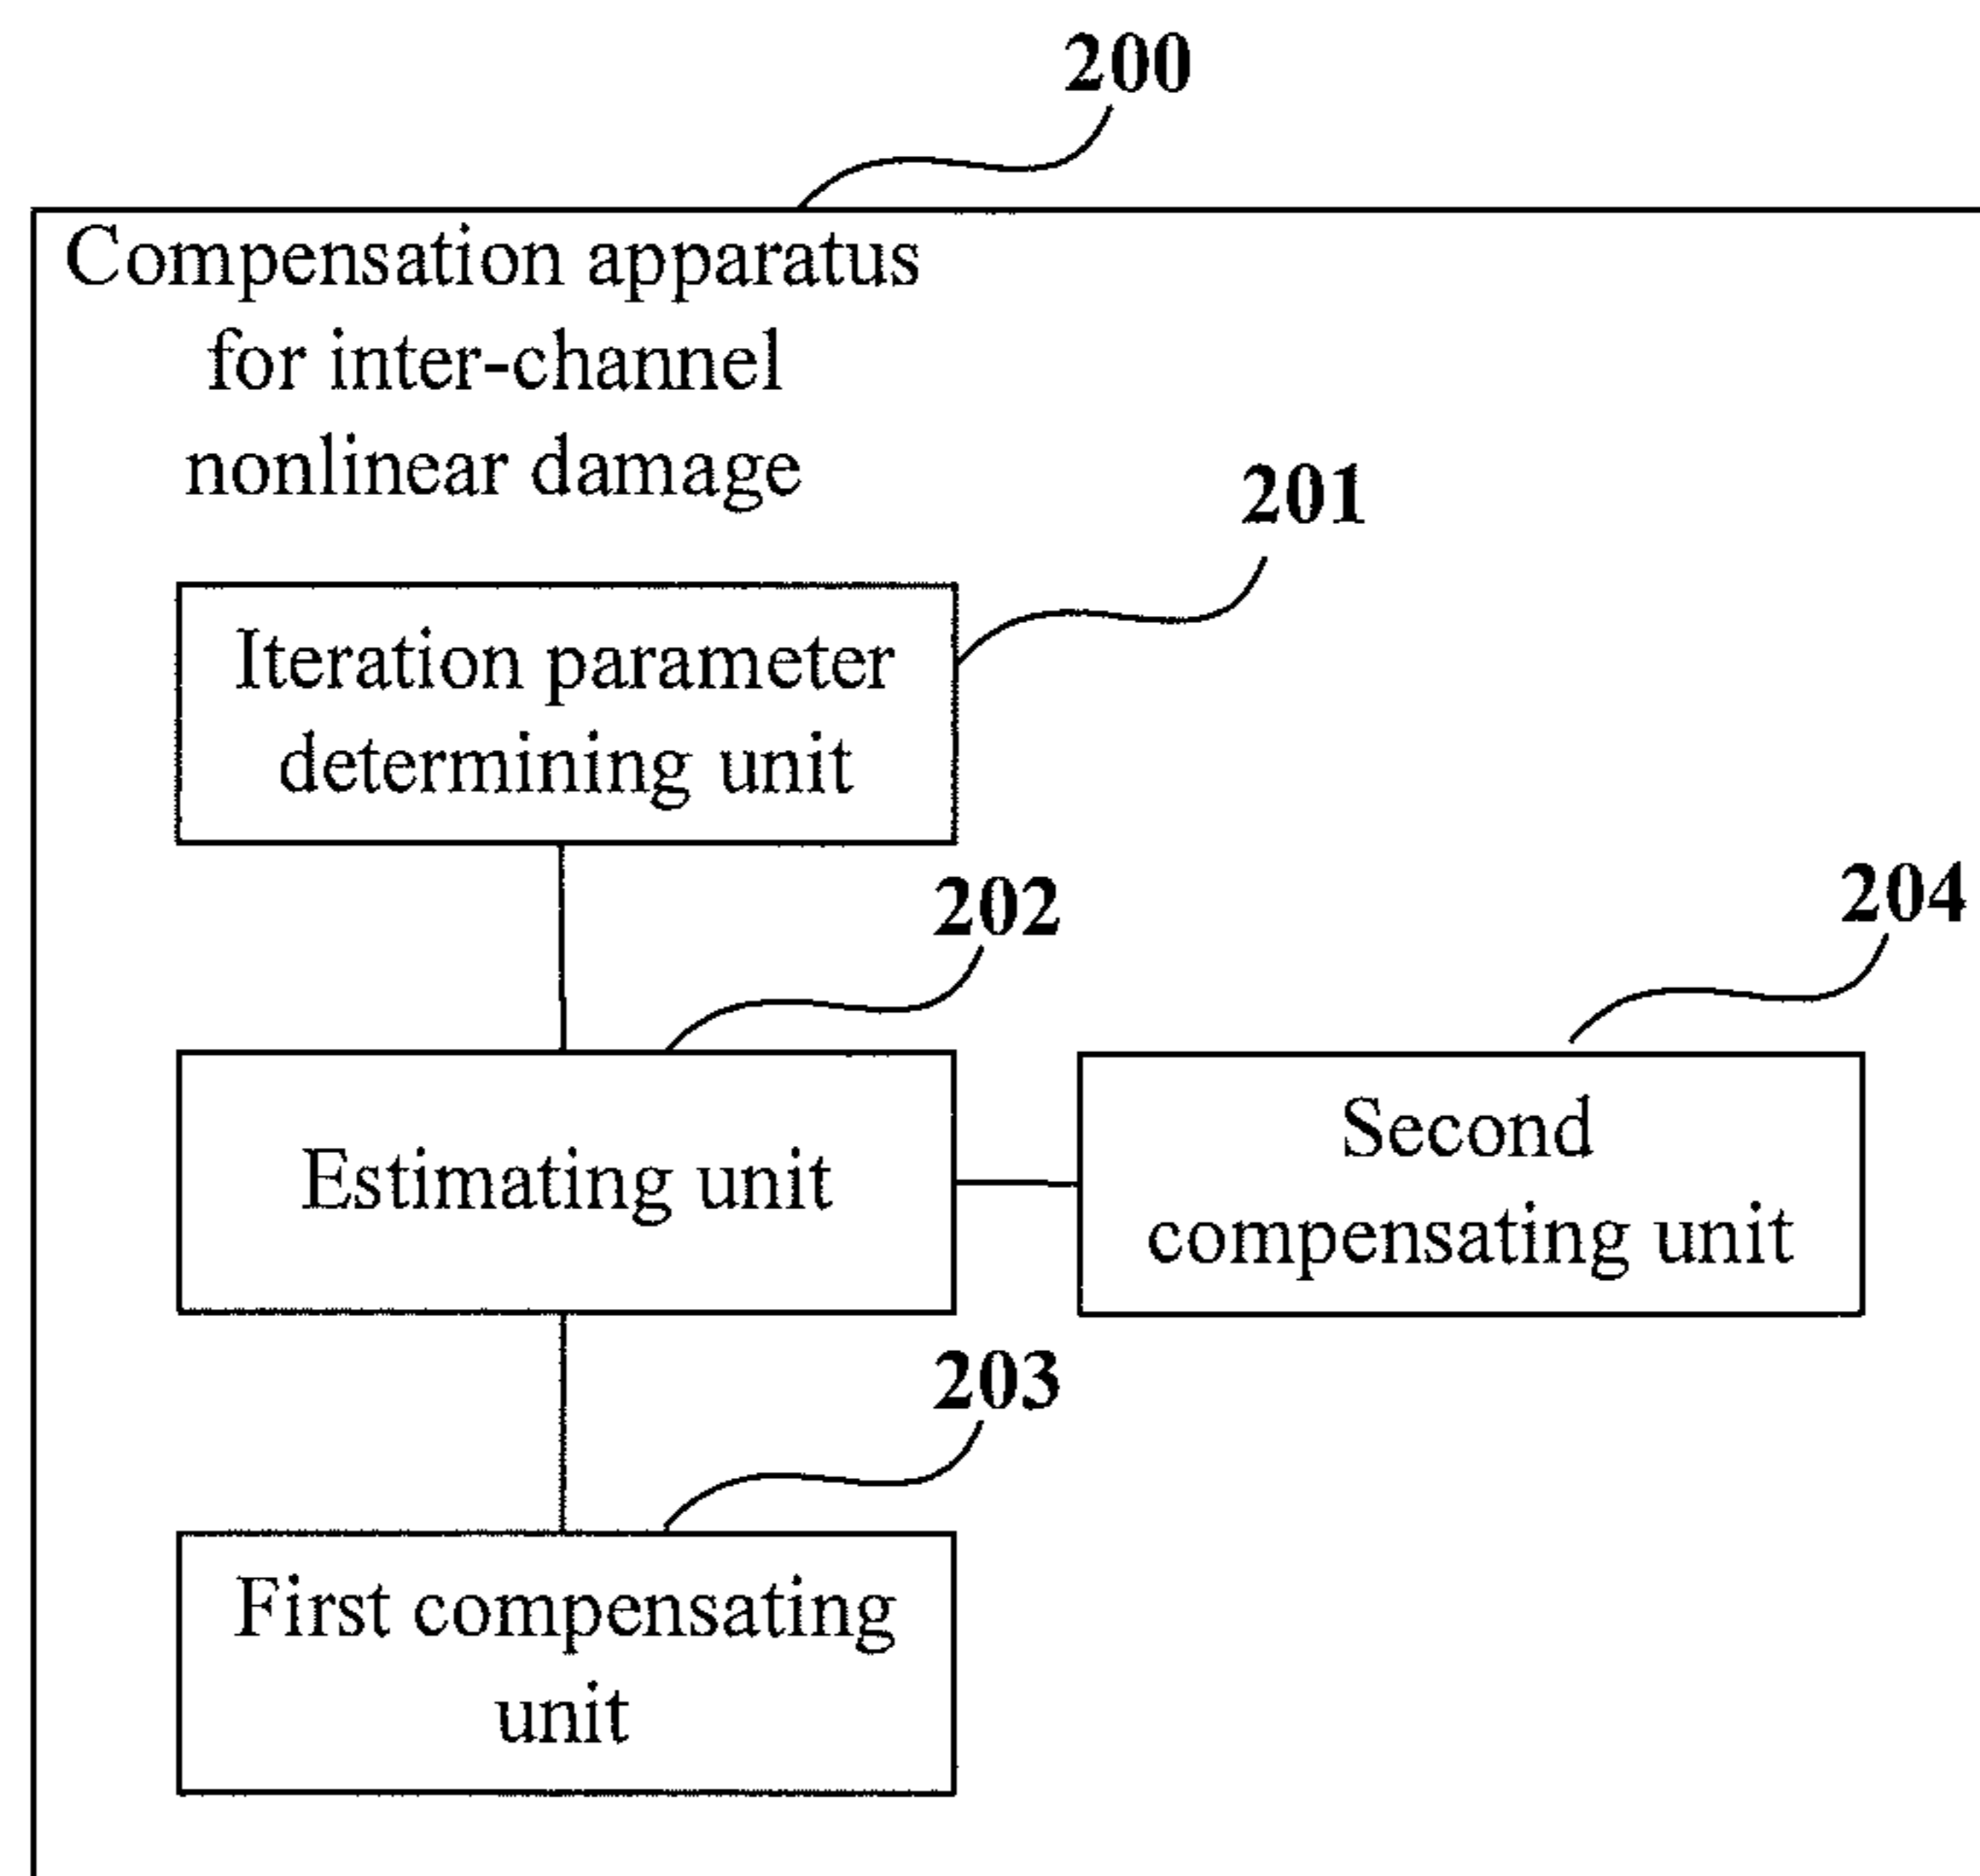 200
Compensation apparatus
for inter-channel
nonlinear damage
201
Iteration parameter
determining unit
202
204
Estimating unit
Second
compensating unit
203
First compensating
unit